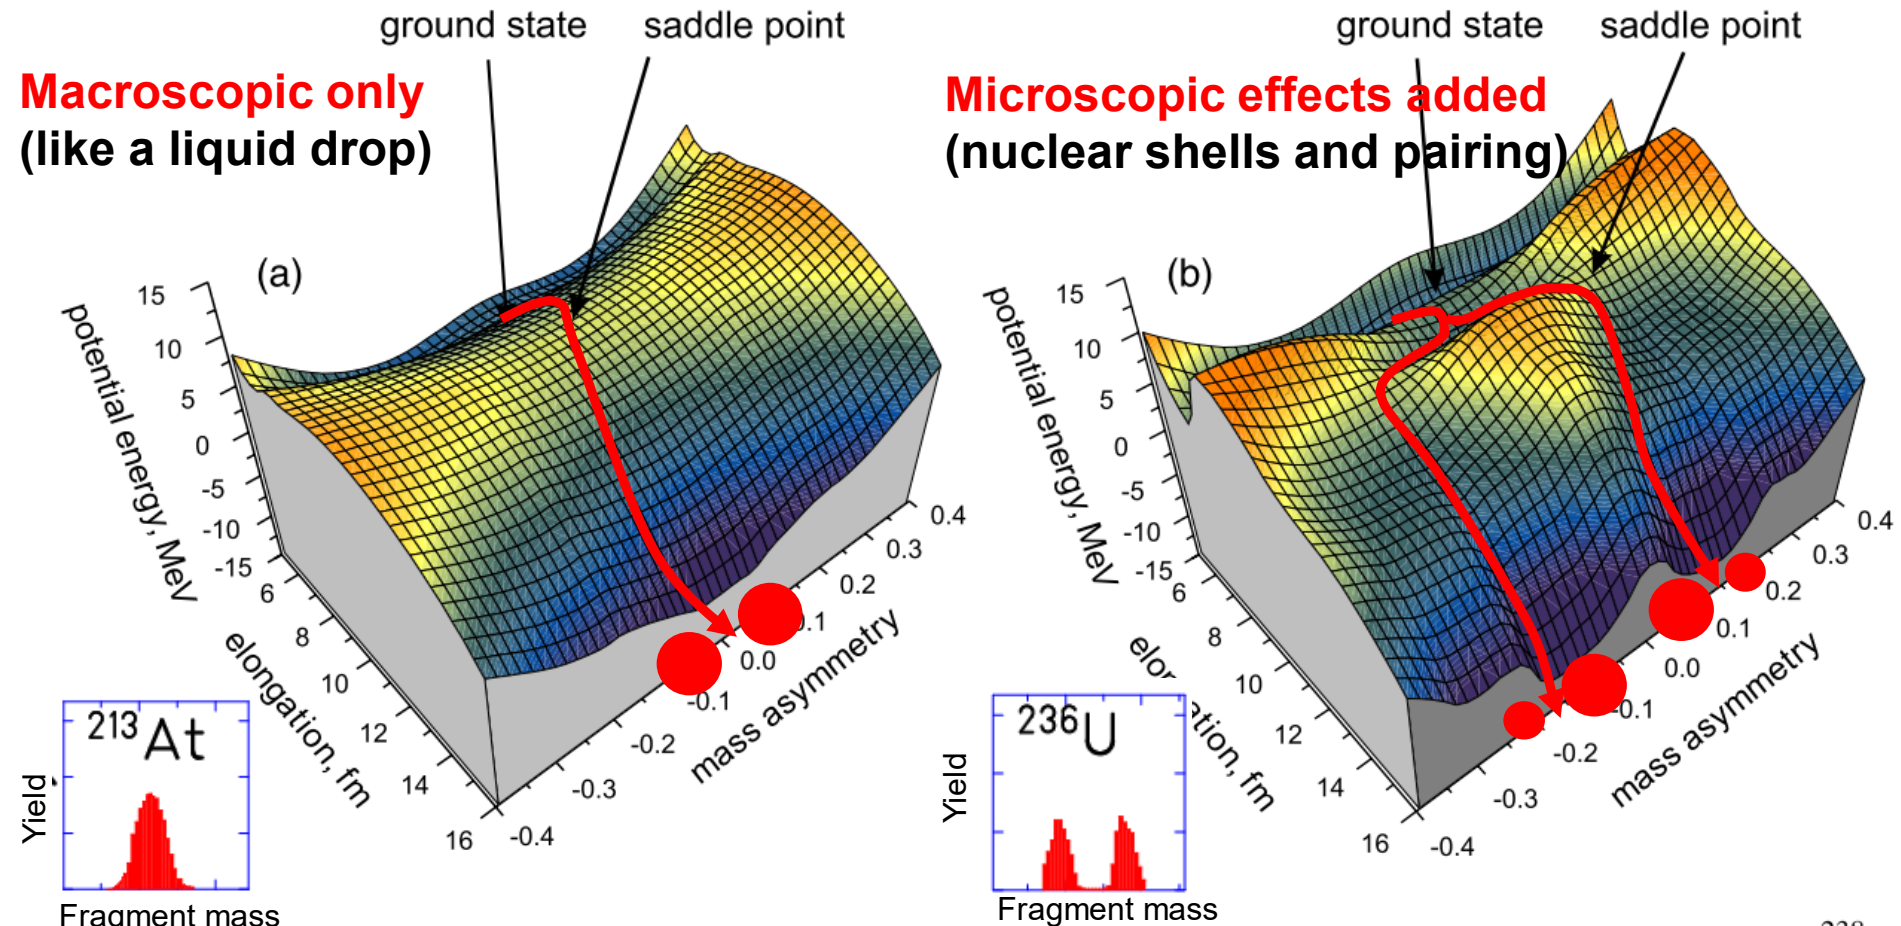 ground state
saddle point
Macroscopic only
(like a liquid drop)
(a)
potential energy, MeV
15
10
5
0
-5
-10
-15
6
8
10
12
14
16
elongation, fm
-0.4
-0.3
-0.2
-0.1
0.0
0.1
0.2
0.3
0.4
mass asymmetry
213At
Yield
Fragment mass
ground state
saddle point
Microscopic effects added
(nuclear shells and pairing)
(b)
potential energy, MeV
15
10
5
0
-5
-10
-15
6
8
10
12
14
16
ation, fm
-0.4
-0.3
-0.2
-0.1
0.0
0.1
0.2
0.3
0.4
mass asymmetry
236U
Yield
Fragment mass